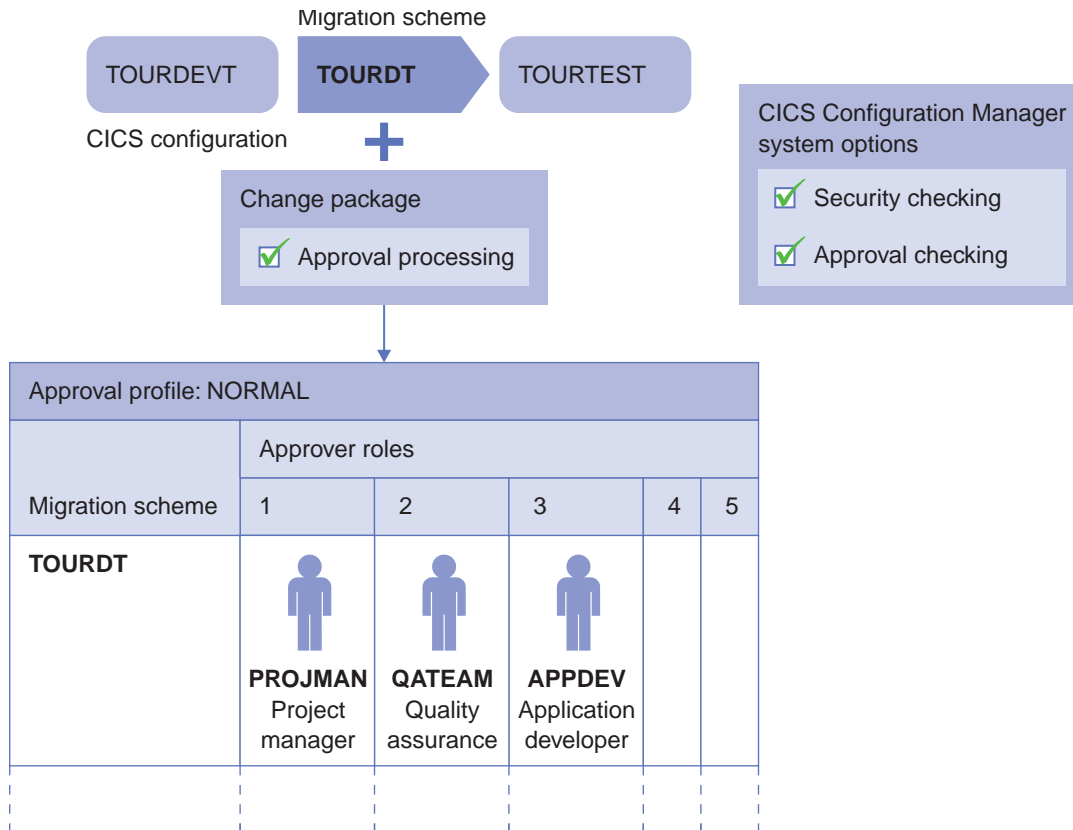 Migration scheme
TOURDEVT
TOURDT
TOURTEST
CICS configuration
Change package
Approval processing
CICS Configuration Manager
system options
Security checking
Approval checking
Approval profile: NORMAL
Approver roles
Migration scheme
1
2
3
4
5
TOURDT
PROJMAN
Project
manager
QATEAM
Quality
assurance
APPDEV
Application
developer